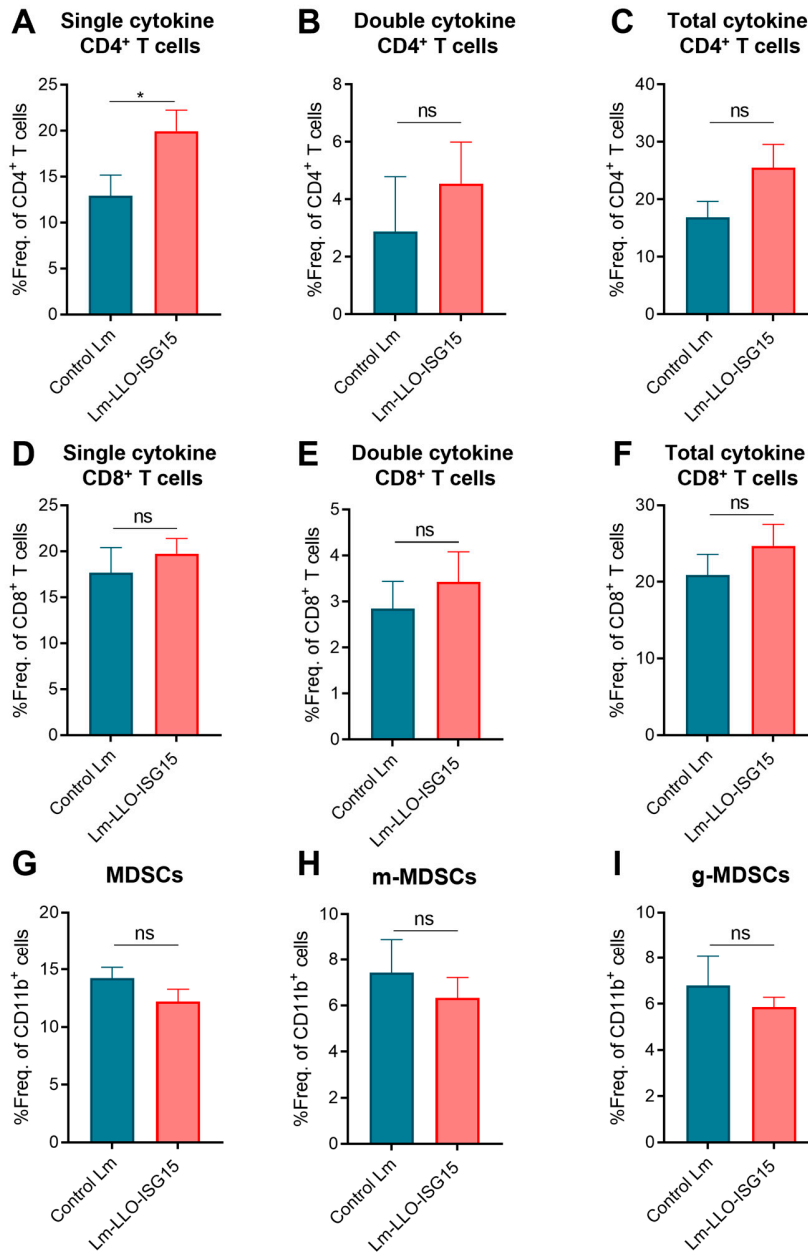 A
Single cytokine
CD4⁺ T cells
%Freq. of CD4⁺ T cells
25
20
15
10
5
0
*
Control Lm
Lm-LLO-ISG15
B
Double cytokine
CD4⁺ T cells
%Freq. of CD4⁺ T cells
8
6
4
2
0
ns
Control Lm
Lm-LLO-ISG15
C
Total cytokine
CD4⁺ T cells
%Freq. of CD4⁺ T cells
40
30
20
10
0
ns
Control Lm
Lm-LLO-ISG15
D
Single cytokine
CD8⁺ T cells
%Freq. of CD8⁺ T cells
25
20
15
10
5
0
ns
Control Lm
Lm-LLO-ISG15
E
Double cytokine
CD8⁺ T cells
%Freq. of CD8⁺ T cells
5
4
3
2
1
0
ns
Control Lm
Lm-LLO-ISG15
F
Total cytokine
CD8⁺ T cells
%Freq. of CD8⁺ T cells
30
20
10
0
ns
Control Lm
Lm-LLO-ISG15
G
MDSCs
%Freq. of CD11b⁺ cells
20
15
10
5
0
ns
Control Lm
Lm-LLO-ISG15
H
m-MDSCs
%Freq. of CD11b⁺ cells
10
8
6
4
2
0
ns
Control Lm
Lm-LLO-ISG15
I
g-MDSCs
%Freq. of CD11b⁺ cells
10
8
6
4
2
0
ns
Control Lm
Lm-LLO-ISG15